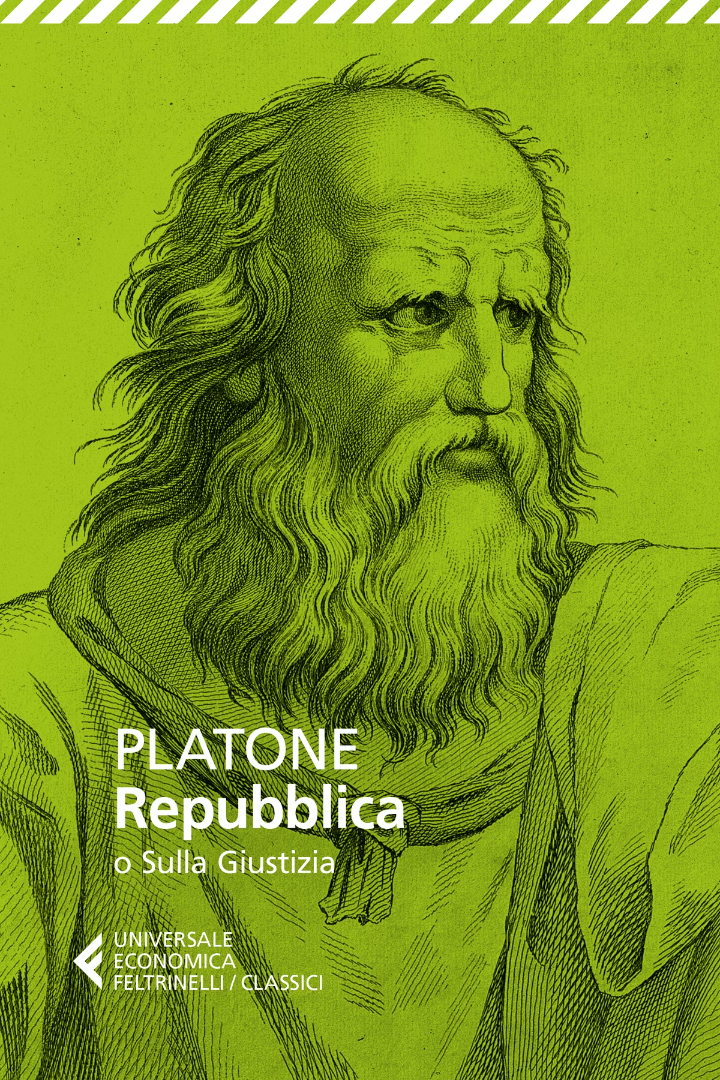 PLATONE
Repubblica
o Sulla Giustizia
UNIVERSALE
ECONOMICA
FELTRINELLI / CLASSICI